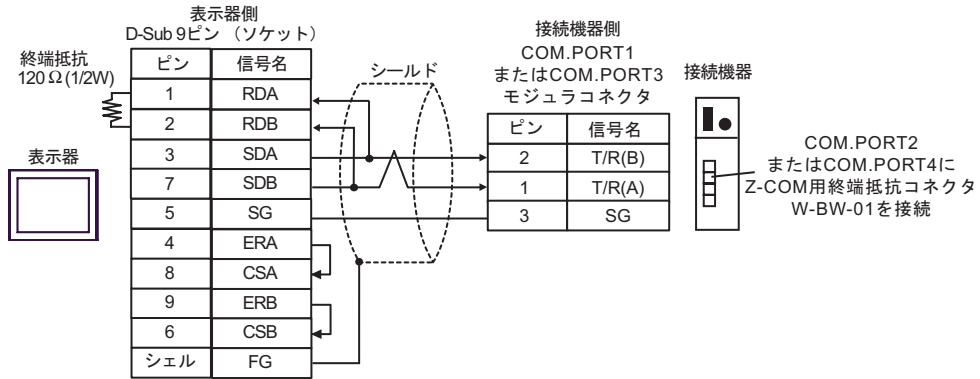 表示器側
D-Sub 9ピン （ソケット）
終端抵抗
120Ω(1/2W)
ピン 信号名
1 RDA
2 RDB
3 SDA
7 SDB
5 SG
4 ERA
8 CSA
9 ERB
6 CSB
シェル FG
表示器
シールド
接続機器側
COM.PORT1
またはCOM.PORT3
モジュラコネクタ
ピン 信号名
2 T/R(B)
1 T/R(A)
3 SG
接続機器
COM.PORT2
またはCOM.PORT4に
Z-COM用終端抵抗コネクタ
W-BW-01を接続